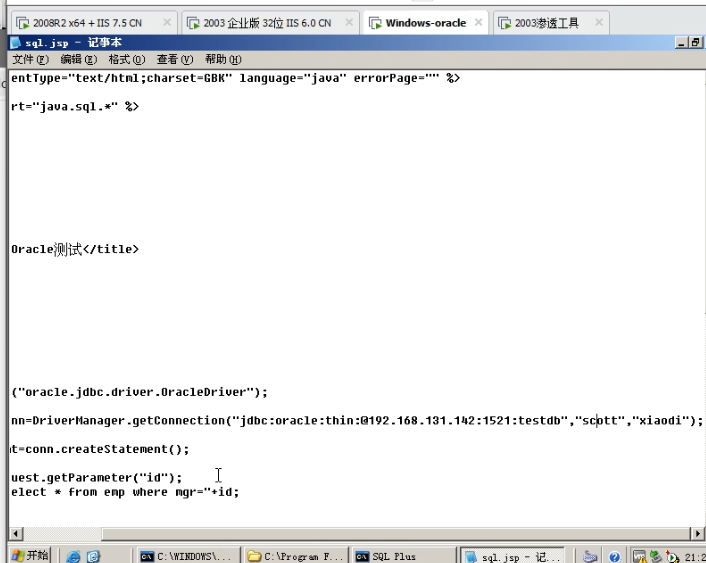 2008R2 x64 + IIS 7.5 CN
2003 企业版 32位 IIS 6.0 CN
Windows-oracle
2003渗透工具
sql.jsp - 记事本
文件(F) 编辑(E) 格式(O) 查看(V) 帮助(H)
entType="text/html;charset=GBK" language="java" errorPage="" %>
rt="java.sql.*" %>
Oracle测试</title>
("oracle.jdbc.driver.OracleDriver");
nn=DriverManager.getConnection("jdbc:oracle:thin:@192.168.131.142:1521:testdb","scott","xiaodi");
t=conn.createStatement();
uest.getParameter("id");
elect * from emp where mgr="+id;
开始 C:\WINDOWS\... C:\Program F... SQL Plus sql.jsp - 记... 21:2